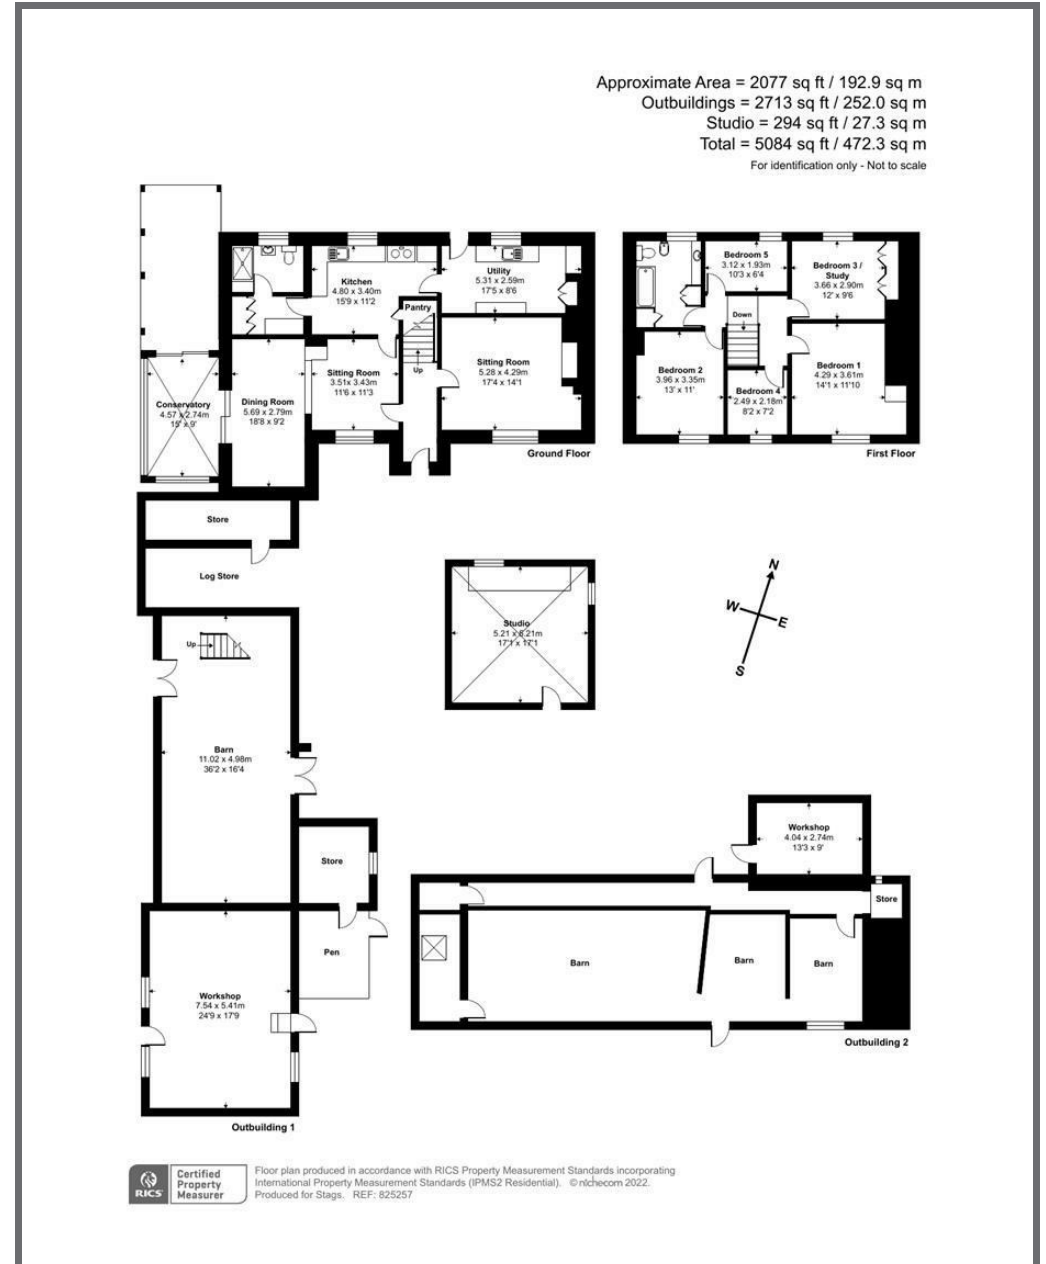 Approximate Area = 2077 sq ft / 192.9 sq m
Outbuildings = 2713 sq ft / 252.0 sq m
Studio = 294 sq ft / 27.3 sq m
Total = 5084 sq ft / 472.3 sq m
For identification only - Not to scale
Kitchen
4.80 x 3.40m
15'9 x 11'2
Utility
5.31 x 2.59m
17'5 x 8'6
Pantry
Up
Sitting Room
5.28 x 4.29m
17'4 x 14'1
Sitting Room
3.51x 3.43m
11'6 x 11'3
Dining Room
5.69 x 2.79m
18'8 x 9'2
Conservatory
4.57 x 2.74m
15' x 9'
Ground Floor
Bedroom 5
3.12 x 1.93m
10'3 x 6'4
Bedroom 3 /
Study
3.66 x 2.90m
12' x 9'6
Down
Bedroom 2
3.96 x 3.35m
13' x 11'
Bedroom 4
2.49 x 2.18m
8'2 x 7'2
Bedroom 1
4.29 x 3.61m
14'1 x 11'10
First Floor
Store
Log Store
Up
Barn
11.02 x 4.98m
36'2 x 16'4
Store
Pen
Workshop
7.54 x 5.41m
24'9 x 17'9
Outbuilding 1
Studio
5.21 x 5.21m
17'1 x 17'1
N
W
E
S
Workshop
4.04 x 2.74m
13'3 x 9'
Store
Barn
Barn
Barn
Outbuilding 2
RICS
Certified
Property
Measurer
Floor plan produced in accordance with RICS Property Measurement Standards incorporating
International Property Measurement Standards (IPMS2 Residential). © nıchecom 2022.
Produced for Stags. REF: 825257